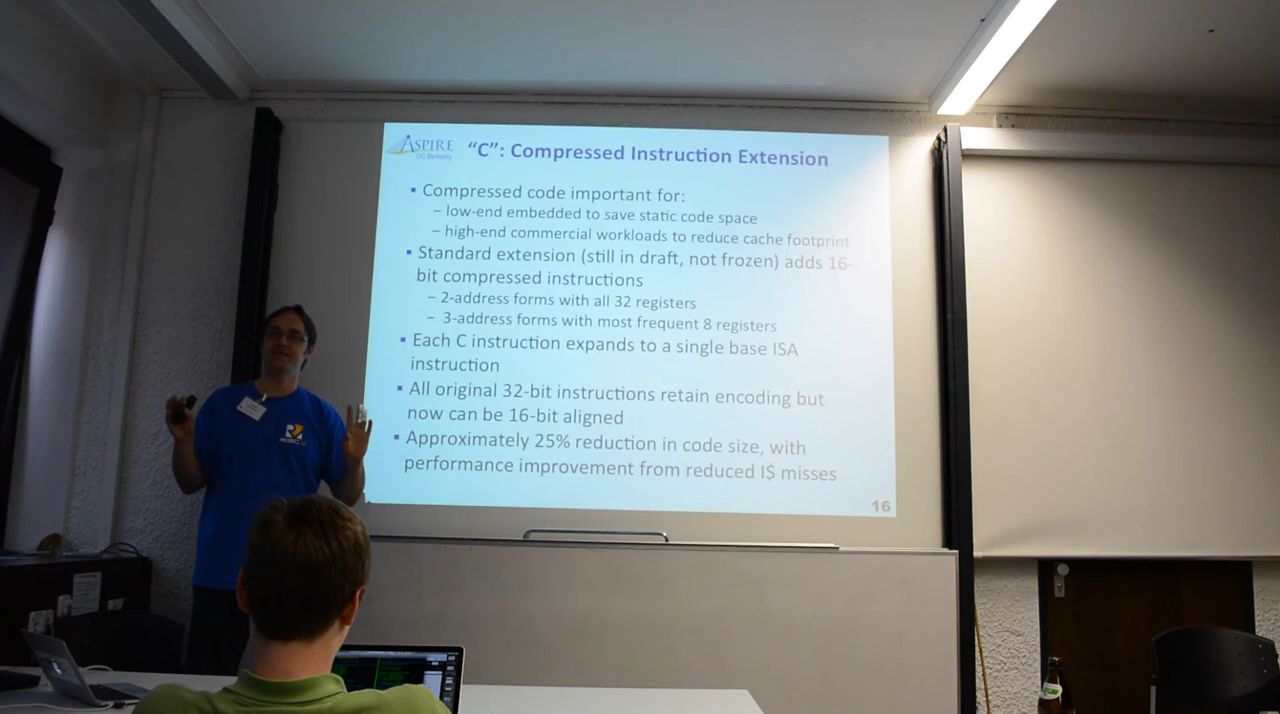 ASPIRE
UC Berkeley
“C”: Compressed Instruction Extension
▪ Compressed code important for:
– low-end embedded to save static code space
– high-end commercial workloads to reduce cache footprint
▪ Standard extension (still in draft, not frozen) adds 16-
bit compressed instructions
– 2-address forms with all 32 registers
– 3-address forms with most frequent 8 registers
▪ Each C instruction expands to a single base ISA
instruction
▪ All original 32-bit instructions retain encoding but
now can be 16-bit aligned
▪ Approximately 25% reduction in code size, with
performance improvement from reduced I$ misses
16
RISC-V